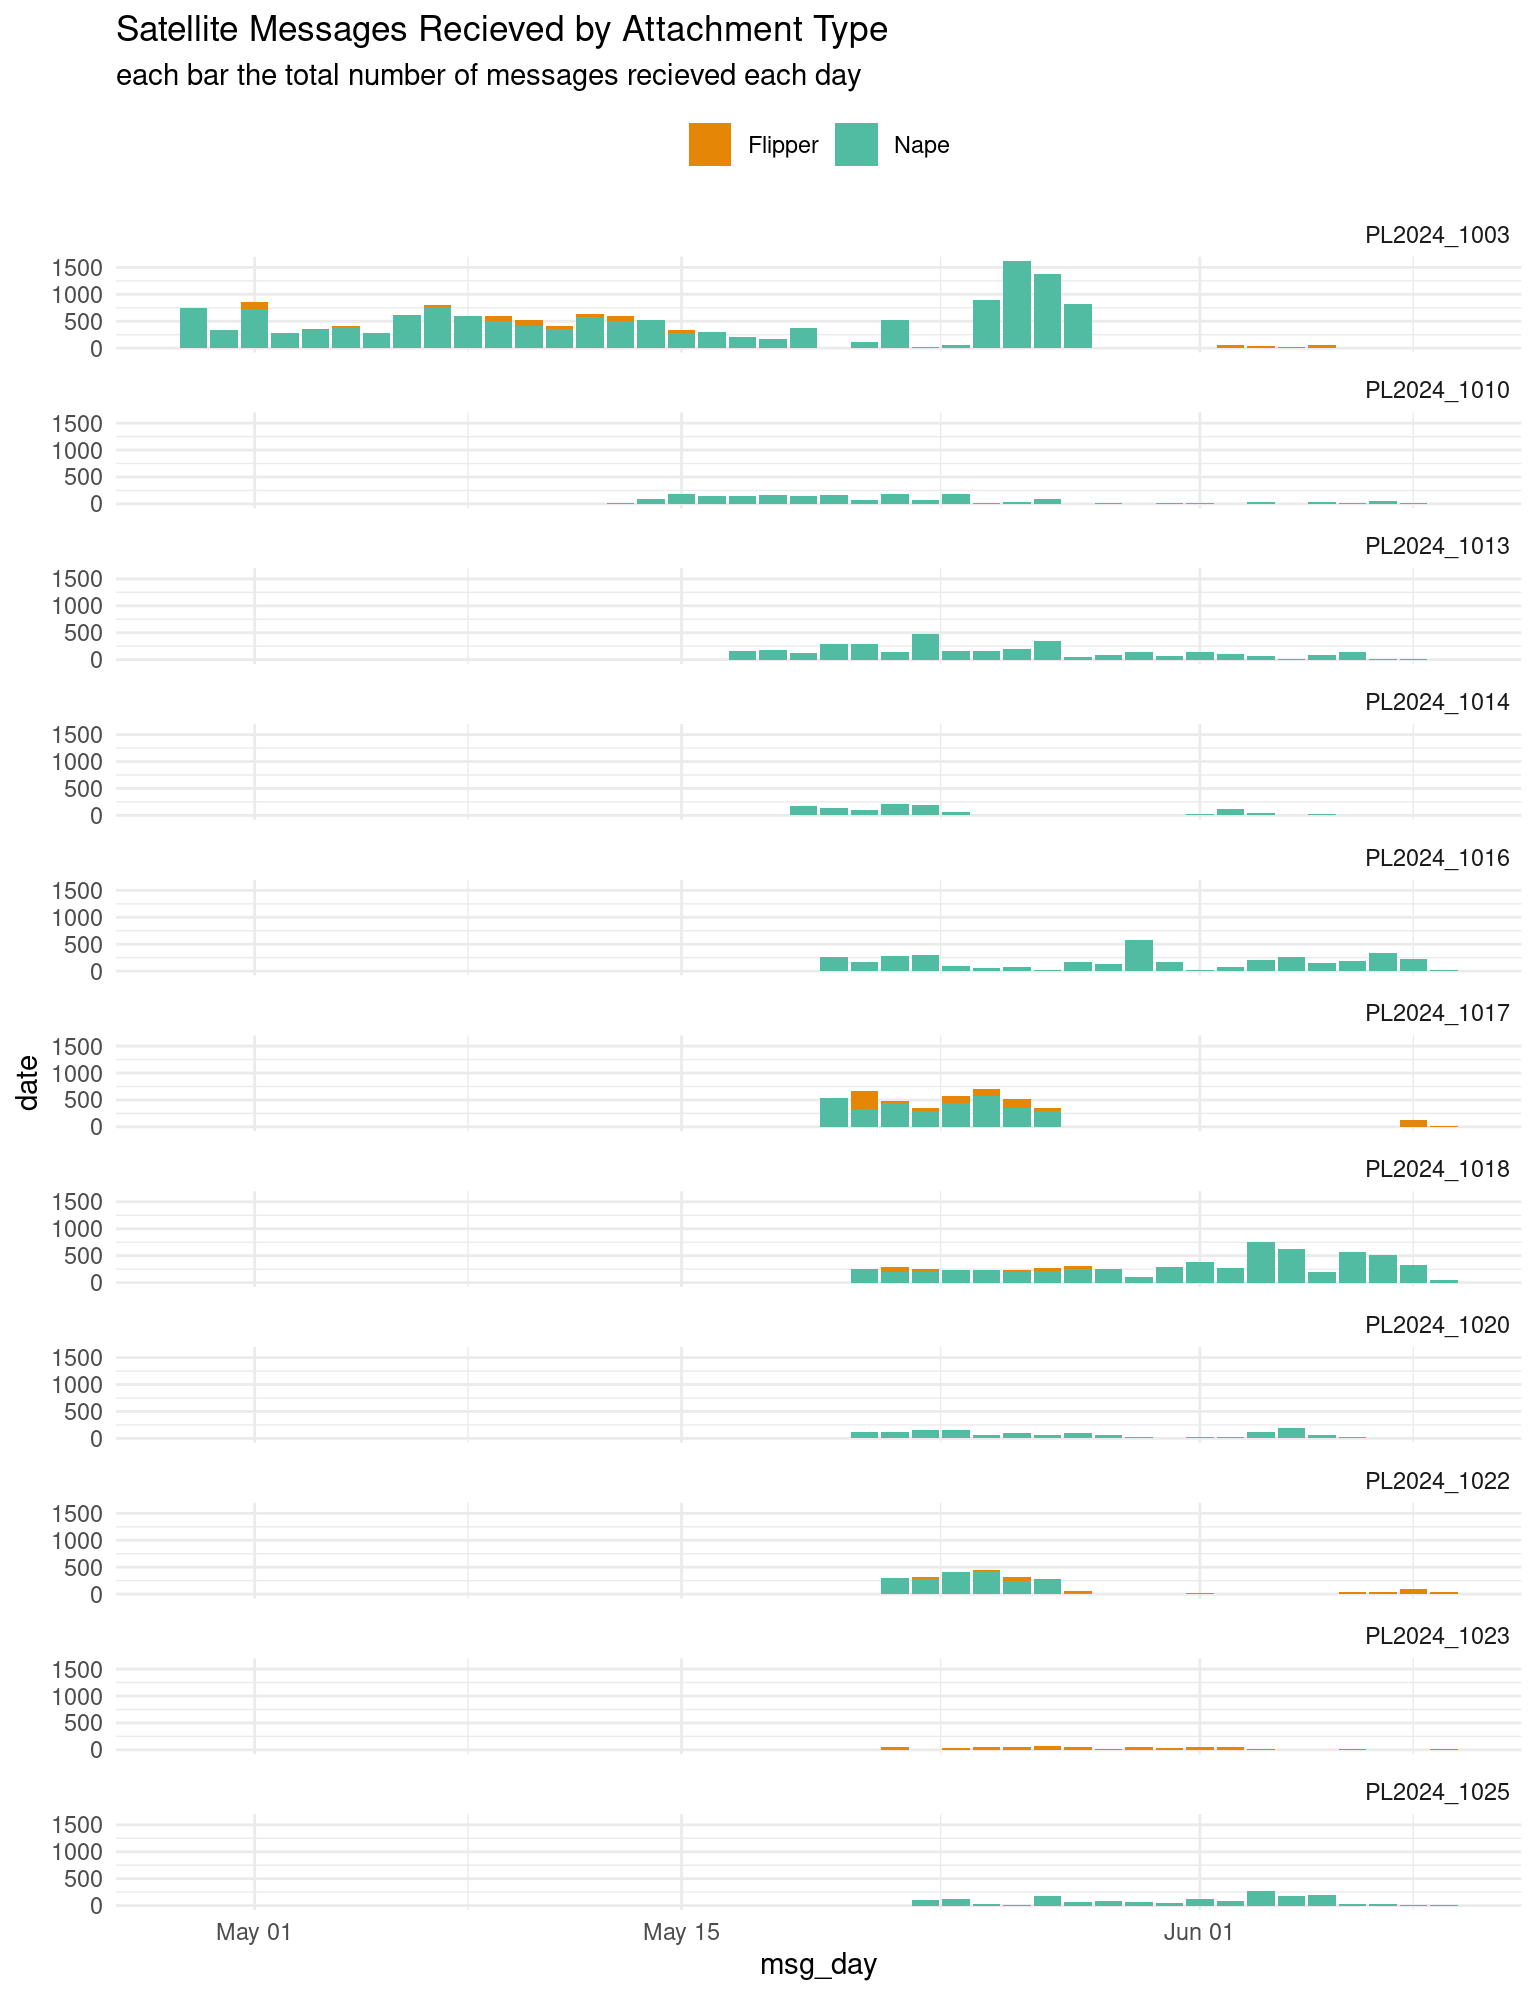 Satellite Messages Recieved by Attachment Type
each bar the total number of messages recieved each day
Flipper Nape
PL2024_1003
1500
1000
500
0
PL2024_1010
1500
1000
500
0
PL2024_1013
1500
1000
500
0
PL2024_1014
1500
1000
500
0
PL2024_1016
1500
1000
500
0
PL2024_1017
1500
1000
500
0
PL2024_1018
1500
1000
500
0
PL2024_1020
1500
1000
500
0
PL2024_1022
1500
1000
500
0
PL2024_1023
1500
1000
500
0
PL2024_1025
1500
1000
500
0
date
May 01 May 15 Jun 01
msg_day